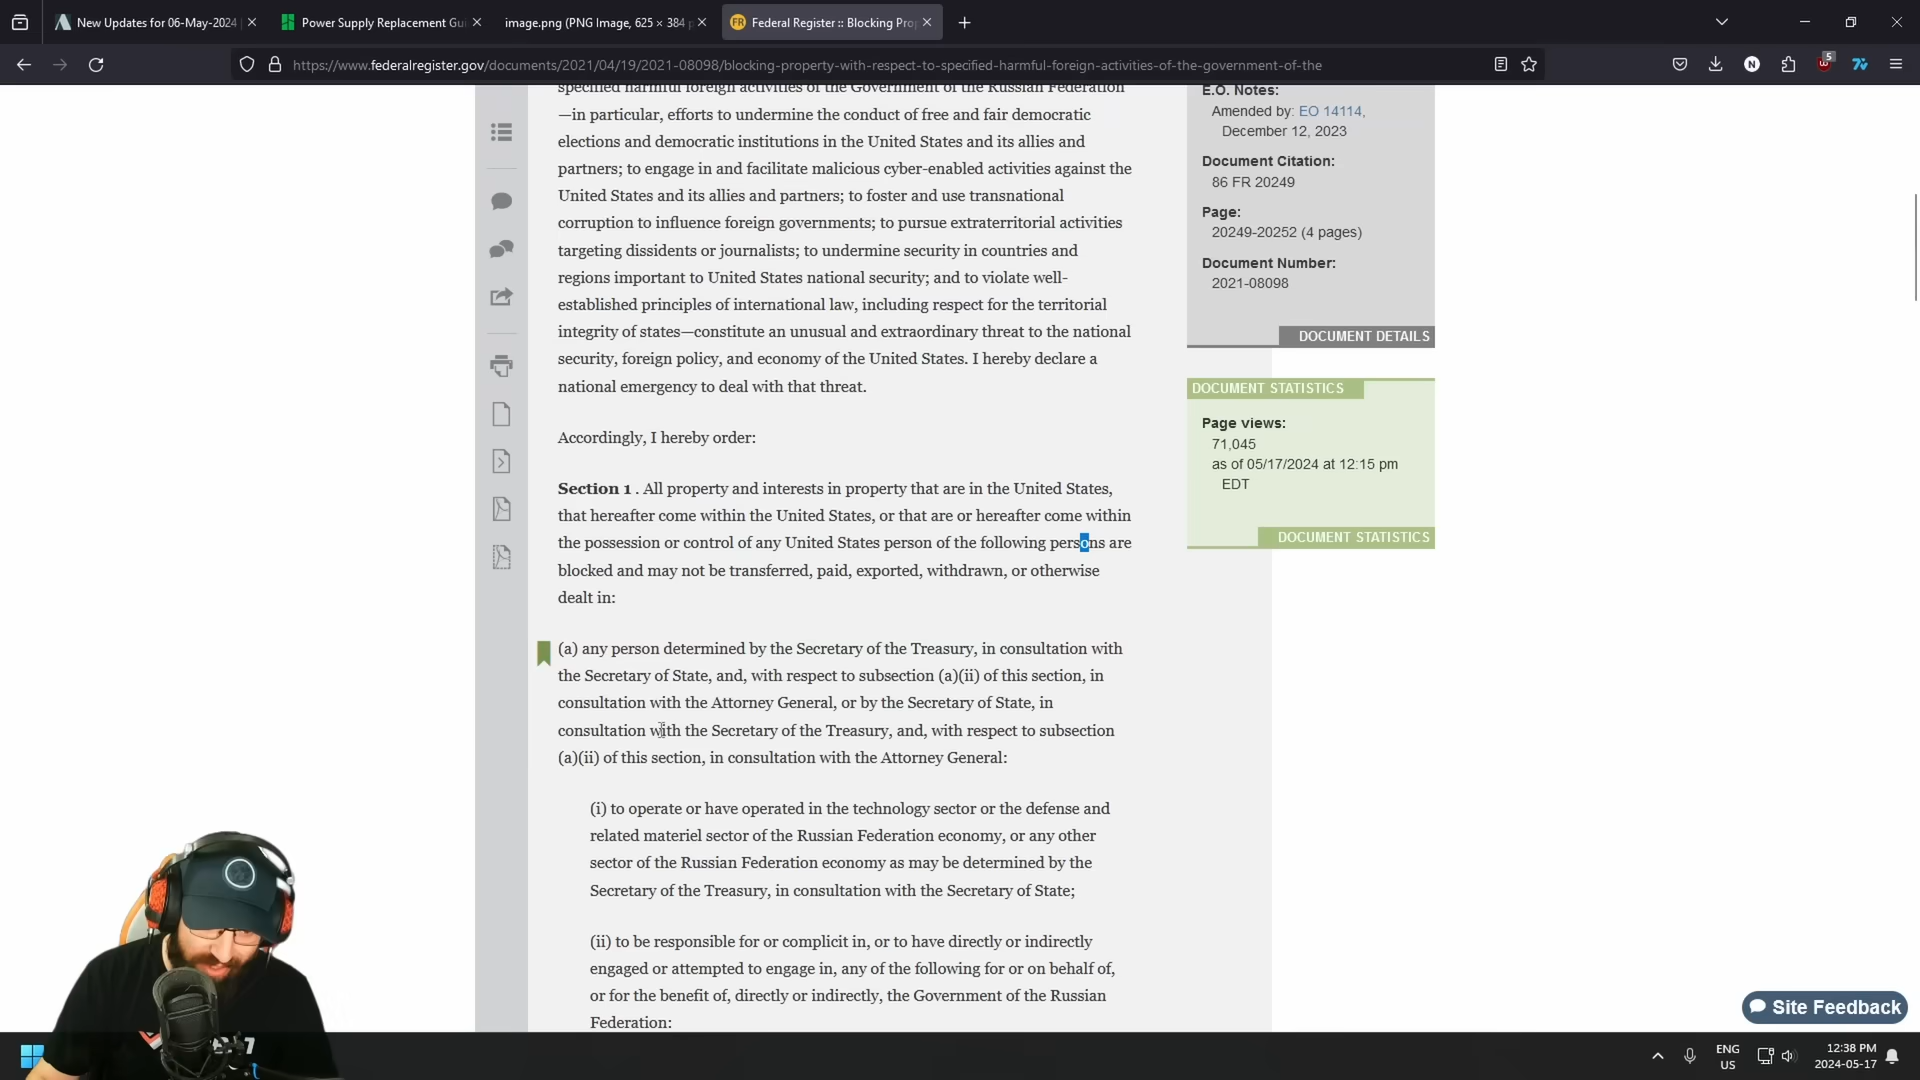 New Updates for 06-May-2024
Power Supply Replacement Gui
image.png (PNG Image, 625 × 384 p
FR
Federal Register :: Blocking Prop
https://www.federalregister.gov/documents/2021/04/19/2021-08098/blocking-property-with-respect-to-specified-harmful-foreign-activities-of-the-government-of-the
N
5
specified harmful foreign activities of the Government of the Russian Federation
—in particular, efforts to undermine the conduct of free and fair democratic
elections and democratic institutions in the United States and its allies and
partners; to engage in and facilitate malicious cyber-enabled activities against the
United States and its allies and partners; to foster and use transnational
corruption to influence foreign governments; to pursue extraterritorial activities
targeting dissidents or journalists; to undermine security in countries and
regions important to United States national security; and to violate well-
established principles of international law, including respect for the territorial
integrity of states—constitute an unusual and extraordinary threat to the national
security, foreign policy, and economy of the United States. I hereby declare a
national emergency to deal with that threat.
Accordingly, I hereby order:
Section 1 . All property and interests in property that are in the United States,
that hereafter come within the United States, or that are or hereafter come within
the possession or control of any United States person of the following persons are
blocked and may not be transferred, paid, exported, withdrawn, or otherwise
dealt in:
(a) any person determined by the Secretary of the Treasury, in consultation with
the Secretary of State, and, with respect to subsection (a)(ii) of this section, in
consultation with the Attorney General, or by the Secretary of State, in
consultation with the Secretary of the Treasury, and, with respect to subsection
(a)(ii) of this section, in consultation with the Attorney General:
(i) to operate or have operated in the technology sector or the defense and
related materiel sector of the Russian Federation economy, or any other
sector of the Russian Federation economy as may be determined by the
Secretary of the Treasury, in consultation with the Secretary of State;
(ii) to be responsible for or complicit in, or to have directly or indirectly
engaged or attempted to engage in, any of the following for or on behalf of,
or for the benefit of, directly or indirectly, the Government of the Russian
Federation:
E.O. Notes:
Amended by: EO 14114,
December 12, 2023
Document Citation:
86 FR 20249
Page:
20249-20252 (4 pages)
Document Number:
2021-08098
DOCUMENT DETAILS
DOCUMENT STATISTICS
Page views:
71,045
as of 05/17/2024 at 12:15 pm
EDT
DOCUMENT STATISTICS
Site Feedback
ENG
US
12:38 PM
2024-05-17